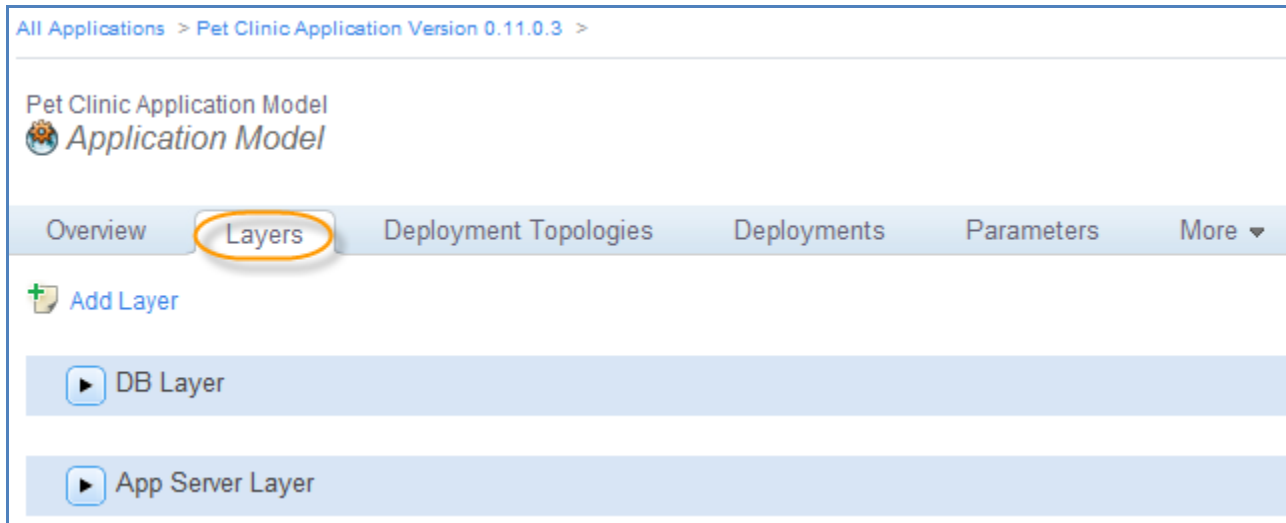 All Applications > Pet Clinic Application Version 0.11.0.3 >
Pet Clinic Application Model
Application Model
Overview Layers Deployment Topologies Deployments Parameters More
Add Layer
DB Layer
App Server Layer